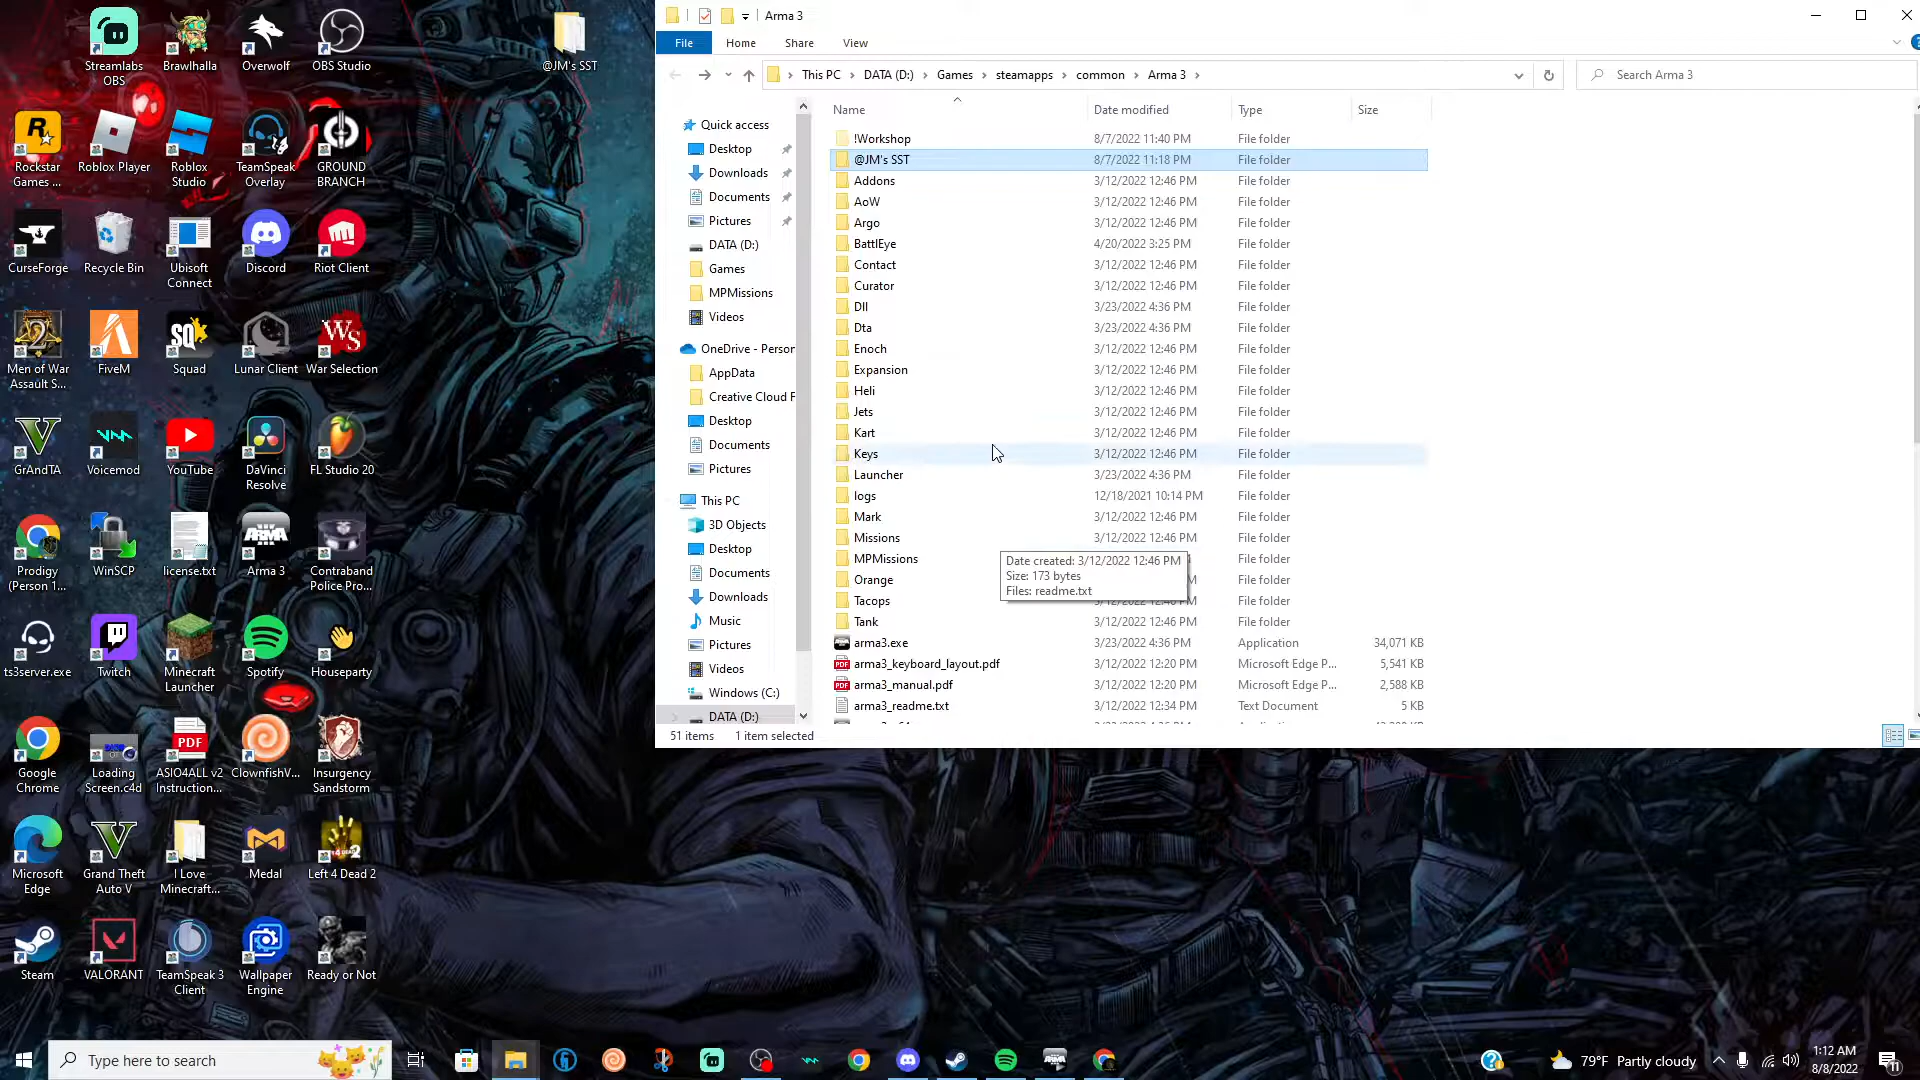 Streamlabs
OBS
Brawlhalla
Overwolf
OBS Studio
@JM's SST
Rockstar
Games ...
Roblox Player
Roblox
Studio
TeamSpeak
Overlay
GROUND
BRANCH
CurseForge
Recycle Bin
Ubisoft
Connect
Discord
Riot Client
Men of War
Assault S...
FiveM
Squad
Lunar Client
War Selection
GrAndTA
Voicemod
YouTube
DaVinci
Resolve
FL Studio 20
Prodigy
(Person 1...
WinSCP
license.txt
Arma 3
Contraband
Police Pro...
ts3server.exe
Twitch
Minecraft
Launcher
Spotify
Houseparty
Google
Chrome
Loading
Screen.c4d
ASIO4ALL v2
Instruction...
ClownfishV...
Insurgency
Sandstorm
Microsoft
Edge
Grand Theft
Auto V
I Love
Minecraft...
Medal
Left 4 Dead 2
Steam
VALORANT
TeamSpeak 3
Client
Wallpaper
Engine
Ready or Not
Arma 3
File Home Share View
This PC DATA (D:) Games steamapps common Arma 3
Search Arma 3
Quick access
Desktop
Downloads
Documents
Pictures
DATA (D:)
Games
MPMissions
Videos
OneDrive - Person
AppData
Creative Cloud F
Desktop
Documents
Pictures
This PC
3D Objects
Desktop
Documents
Downloads
Music
Pictures
Videos
Windows (C:)
DATA (D:)
Name Date modified Type Size
!Workshop 8/7/2022 11:40 PM File folder
@JM's SST 8/7/2022 11:18 PM File folder
Addons 3/12/2022 12:46 PM File folder
AoW 3/12/2022 12:46 PM File folder
Argo 3/12/2022 12:46 PM File folder
BattlEye 4/20/2022 3:25 PM File folder
Contact 3/12/2022 12:46 PM File folder
Curator 3/12/2022 12:46 PM File folder
Dll 3/23/2022 4:36 PM File folder
Dta 3/23/2022 4:36 PM File folder
Enoch 3/12/2022 12:46 PM File folder
Expansion 3/12/2022 12:46 PM File folder
Heli 3/12/2022 12:46 PM File folder
Jets 3/12/2022 12:46 PM File folder
Kart 3/12/2022 12:46 PM File folder
Keys 3/12/2022 12:46 PM File folder
Launcher 3/23/2022 4:36 PM File folder
logs 12/18/2021 10:14 PM File folder
Mark 3/12/2022 12:46 PM File folder
Missions 3/12/2022 12:46 PM File folder
MPMissions File folder
Orange File folder
Tacops 3/12/2022 12:46 PM File folder
Tank 3/12/2022 12:46 PM File folder
arma3.exe 3/23/2022 4:36 PM Application 34,071 KB
arma3_keyboard_layout.pdf 3/12/2022 12:20 PM Microsoft Edge P... 5,541 KB
arma3_manual.pdf 3/12/2022 12:20 PM Microsoft Edge P... 2,588 KB
arma3_readme.txt 3/12/2022 12:34 PM Text Document 5 KB
Date created: 3/12/2022 12:46 PM
Size: 173 bytes
Files: readme.txt
51 items 1 item selected
Type here to search
79°F Partly cloudy
1:12 AM
8/8/2022
11